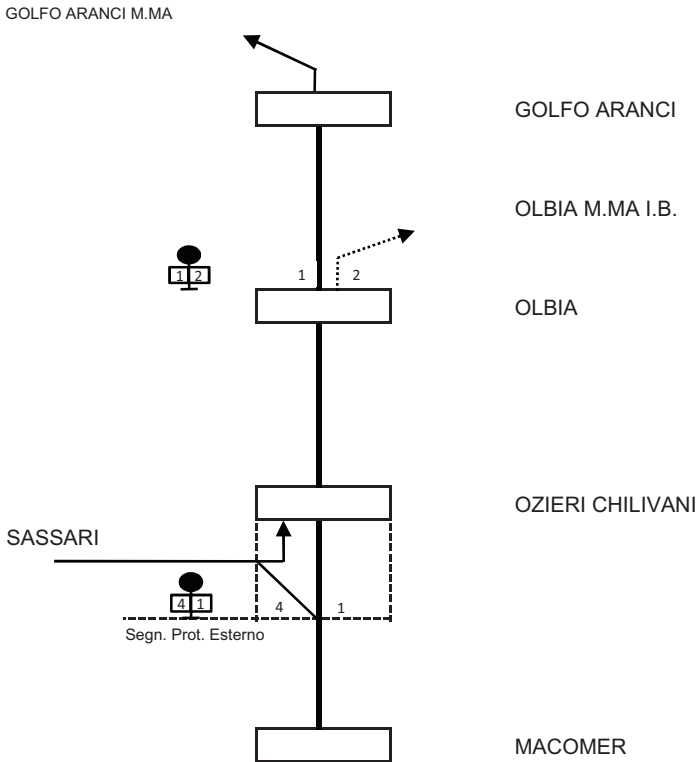 GOLFO ARANCI M.MA
GOLFO ARANCI
OLBIA M.MA I.B.
1 2
1 2
OLBIA
OZIERI CHILIVANI
SASSARI
4 1
4 1
Segn. Prot. Esterno
MACOMER